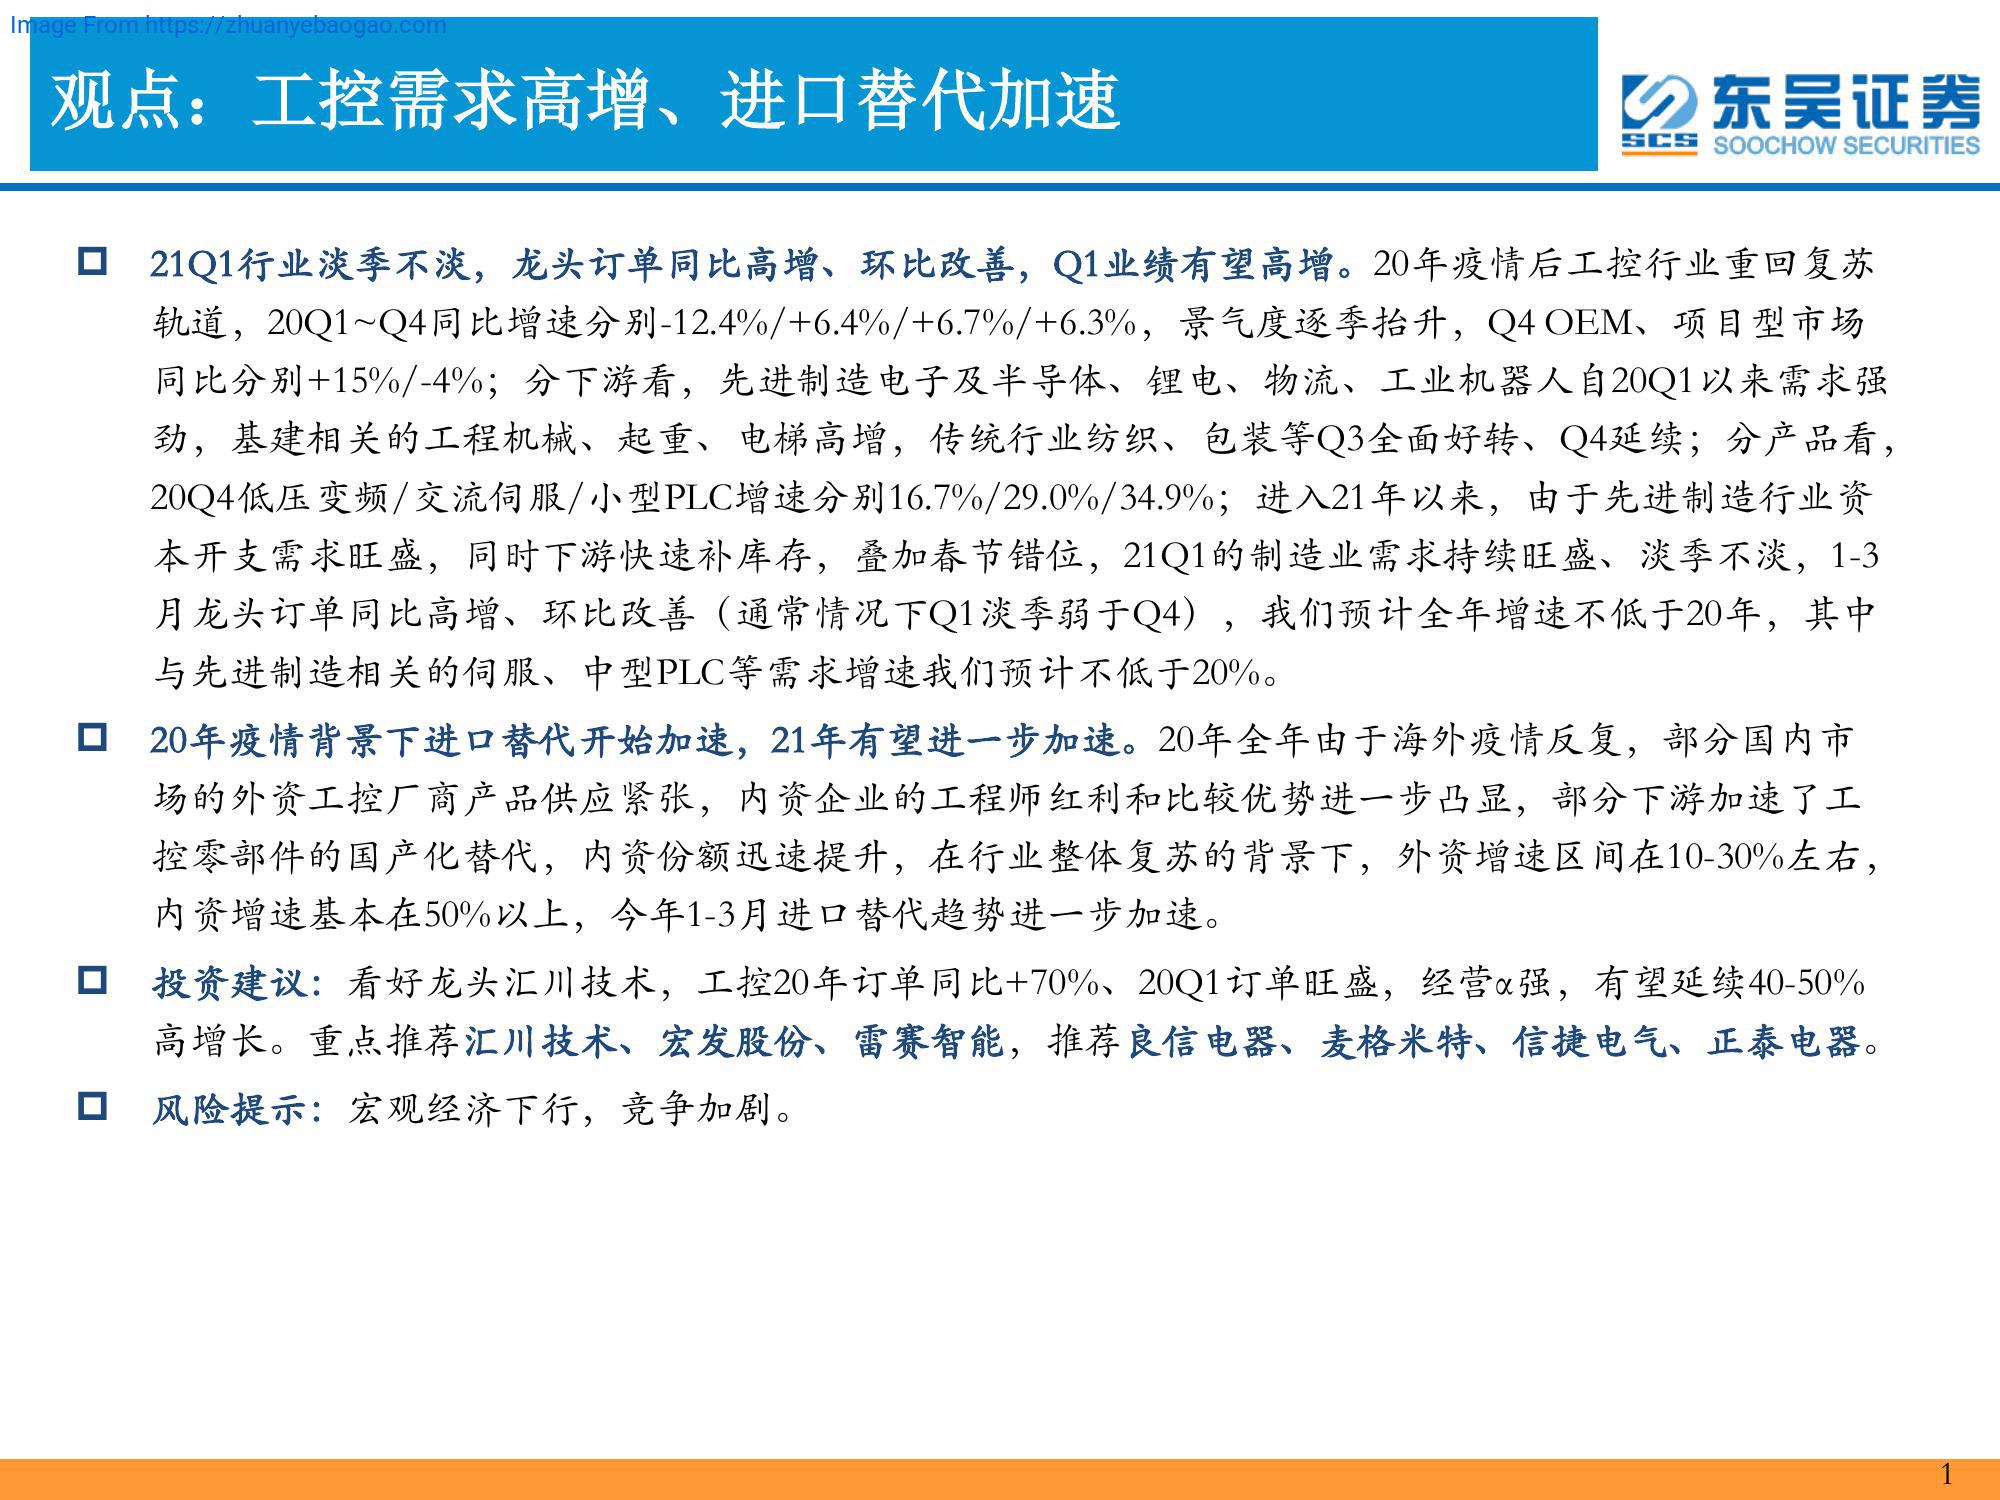 Image From https://zhuanyebaogao.com
观点：工控需求高增、进口替代加速
SCS
东吴证券
SOOCHOW SECURITIES
21Q1行业淡季不淡，龙头订单同比高增、环比改善，Q1业绩有望高增。20年疫情后工控行业重回复苏
轨道，20Q1~Q4同比增速分别-12.4%/+6.4%/+6.7%/+6.3%，景气度逐季抬升，Q4 OEM、项目型市场
同比分别+15%/-4%；分下游看，先进制造电子及半导体、锂电、物流、工业机器人自20Q1以来需求强
劲，基建相关的工程机械、起重、电梯高增，传统行业纺织、包装等Q3全面好转、Q4延续；分产品看，
20Q4低压变频/交流伺服/小型PLC增速分别16.7%/29.0%/34.9%；进入21年以来，由于先进制造行业资
本开支需求旺盛，同时下游快速补库存，叠加春节错位，21Q1的制造业需求持续旺盛、淡季不淡，1-3
月龙头订单同比高增、环比改善（通常情况下Q1淡季弱于Q4），我们预计全年增速不低于20年，其中
与先进制造相关的伺服、中型PLC等需求增速我们预计不低于20%。
20年疫情背景下进口替代开始加速，21年有望进一步加速。20年全年由于海外疫情反复，部分国内市
场的外资工控厂商产品供应紧张，内资企业的工程师红利和比较优势进一步凸显，部分下游加速了工
控零部件的国产化替代，内资份额迅速提升，在行业整体复苏的背景下，外资增速区间在10-30%左右，
内资增速基本在50%以上，今年1-3月进口替代趋势进一步加速。
投资建议：看好龙头汇川技术，工控20年订单同比+70%、20Q1订单旺盛，经营α强，有望延续40-50%
高增长。重点推荐汇川技术、宏发股份、雷赛智能，推荐良信电器、麦格米特、信捷电气、正泰电器。
风险提示：宏观经济下行，竞争加剧。
1